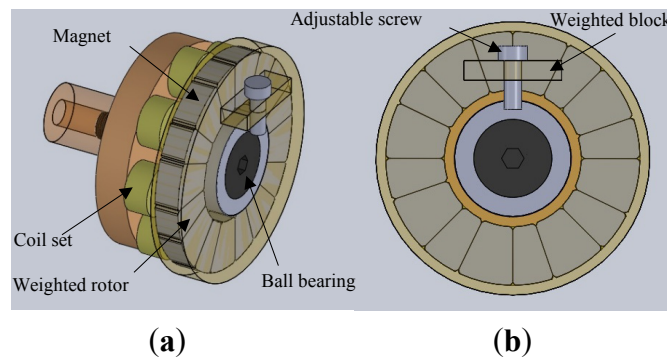 Adjustable screw
Weighted block
Magnet
Coil set
Weighted rotor
Ball bearing
(a)
(b)